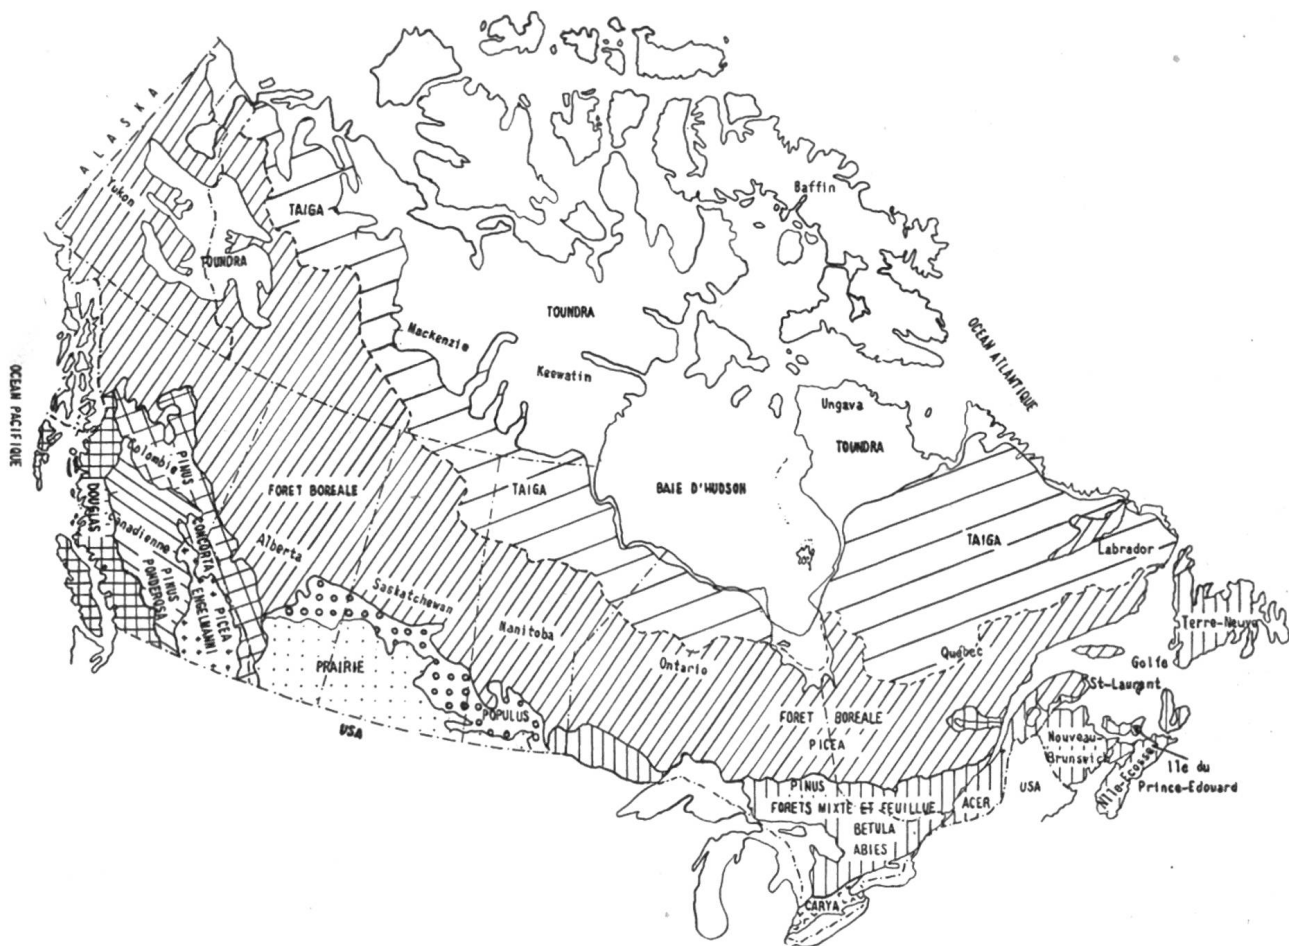 ALASKA
Yukon
TAIGA
Baffin
TOUNDRA
TOUNDRA
OCEAN ATLANTIQUE
Mackenzie
Keewatin
OCEAN PACIFIQUE
Ungava
TOUNDRA
Colombie
PINUS
FORET BOREALE
TAIGA
BAIE D'HUDSON
DOUGLAS
Canadienne
CONCORTA
TAIGA
Alberta
Labrador
PINUS
PONDEROSA
PICEA
ENGELMANNI
Saskatchewan
Manitoba
Terre-Neuve
PRAIRIE
Ontario
Québec
Golfe
St-Laurent
POPULUS
USA
FORET BOREALE
PICEA
Nouveau-
Brunswick
Nlle-Ecosse
Ile du
Prince-Edouard
PINUS
USA
FORETS MIXTE ET FEUILLUE
ACER
BETULA
ABIES
CARYA